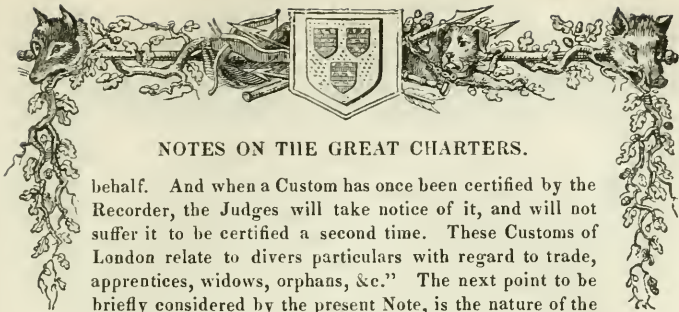 NOTES ON THE GREAT CHARTERS.
behalf. And when a Custom has once been certified by the
Recorder, the Judges will take notice of it, and will not
suffer it to be certified a second time. These Customs of
London relate to divers particulars with regard to trade,
apprentices, widows, orphans, &c." The next point to be
briefly considered by the present Note, is the nature of the